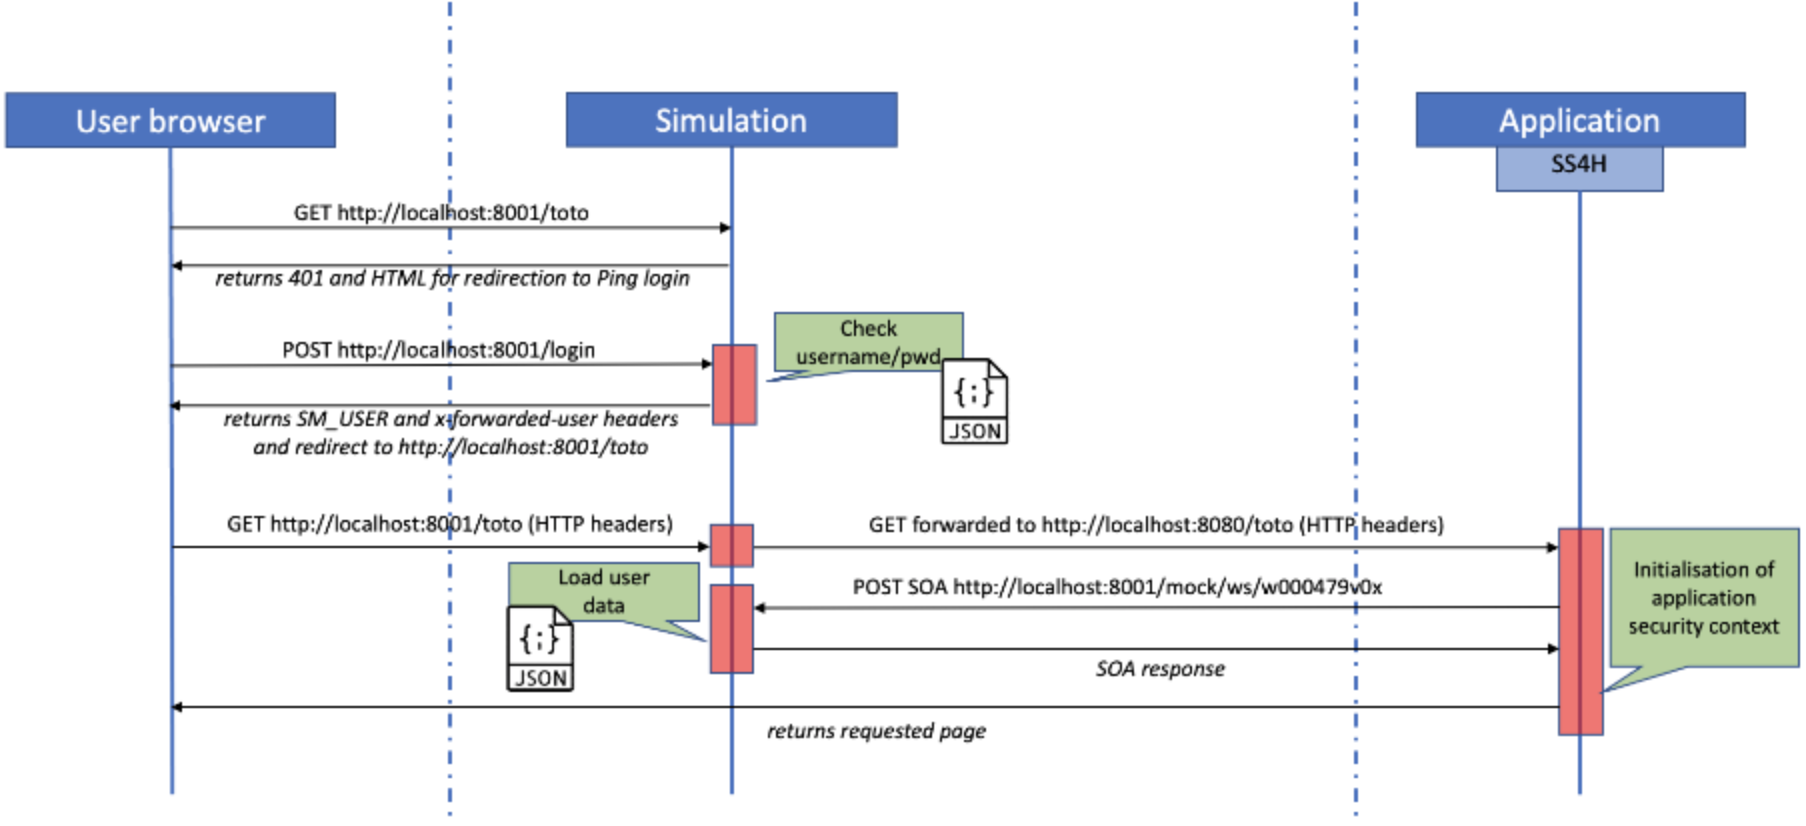 User browser
Simulation
Application
SS4H
GET http://localhost:8001/toto
returns 401 and HTML for redirection to Ping login
Check
username/pwd
{;}
JSON
POST http://localhost:8001/login
returns SM_USER and x-forwarded-user headers
and redirect to http://localhost:8001/toto
GET http://localhost:8001/toto (HTTP headers)
GET forwarded to http://localhost:8080/toto (HTTP headers)
Load user
data
{;}
JSON
POST SOA http://localhost:8001/mock/ws/w000479v0x
Initialisation of
application
security context
SOA response
returns requested page